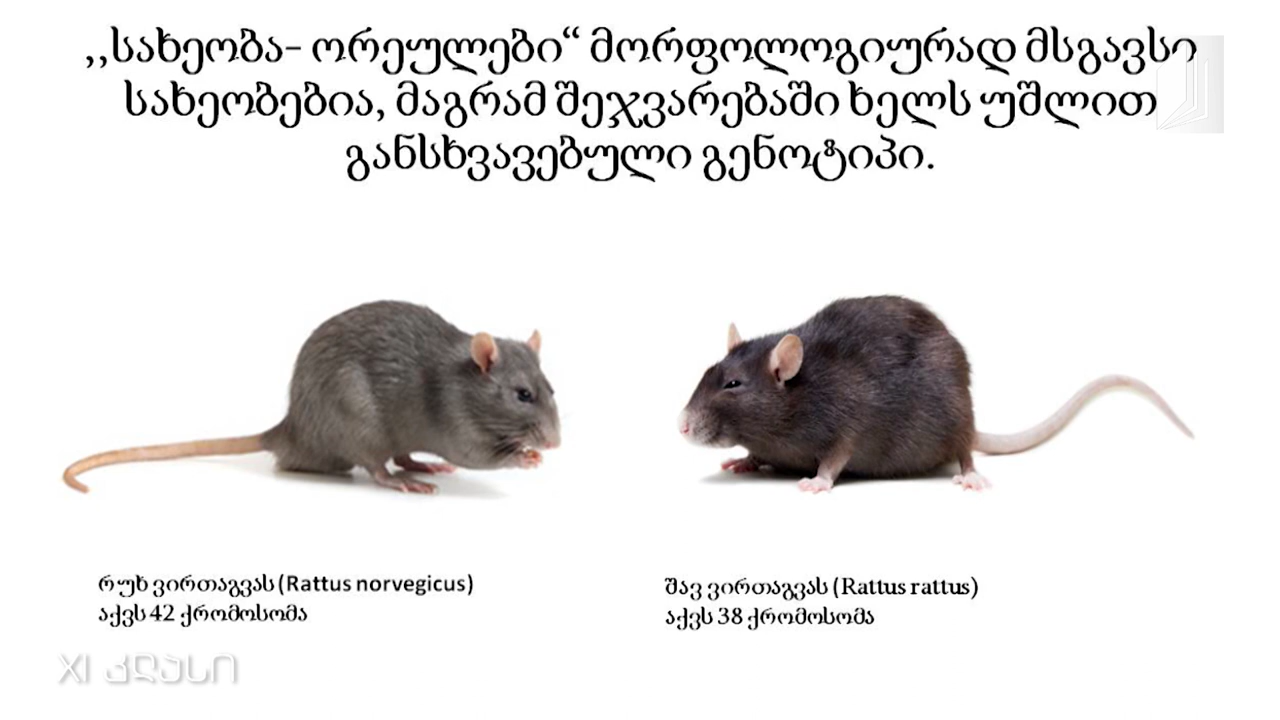 ,,სახეობა- ორეულები“ მორფოლოგიურად მსგავსი
სახეობებია, მაგრამ შეჯვარებაში ხელს უშლით
განსხვავებული გენოტიპი.
რუხ ვირთაგვას (Rattus norvegicus)
აქვს 42 ქრომოსომა
შავ ვირთაგვას (Rattus rattus)
აქვს 38 ქრომოსომა
XI კლასი